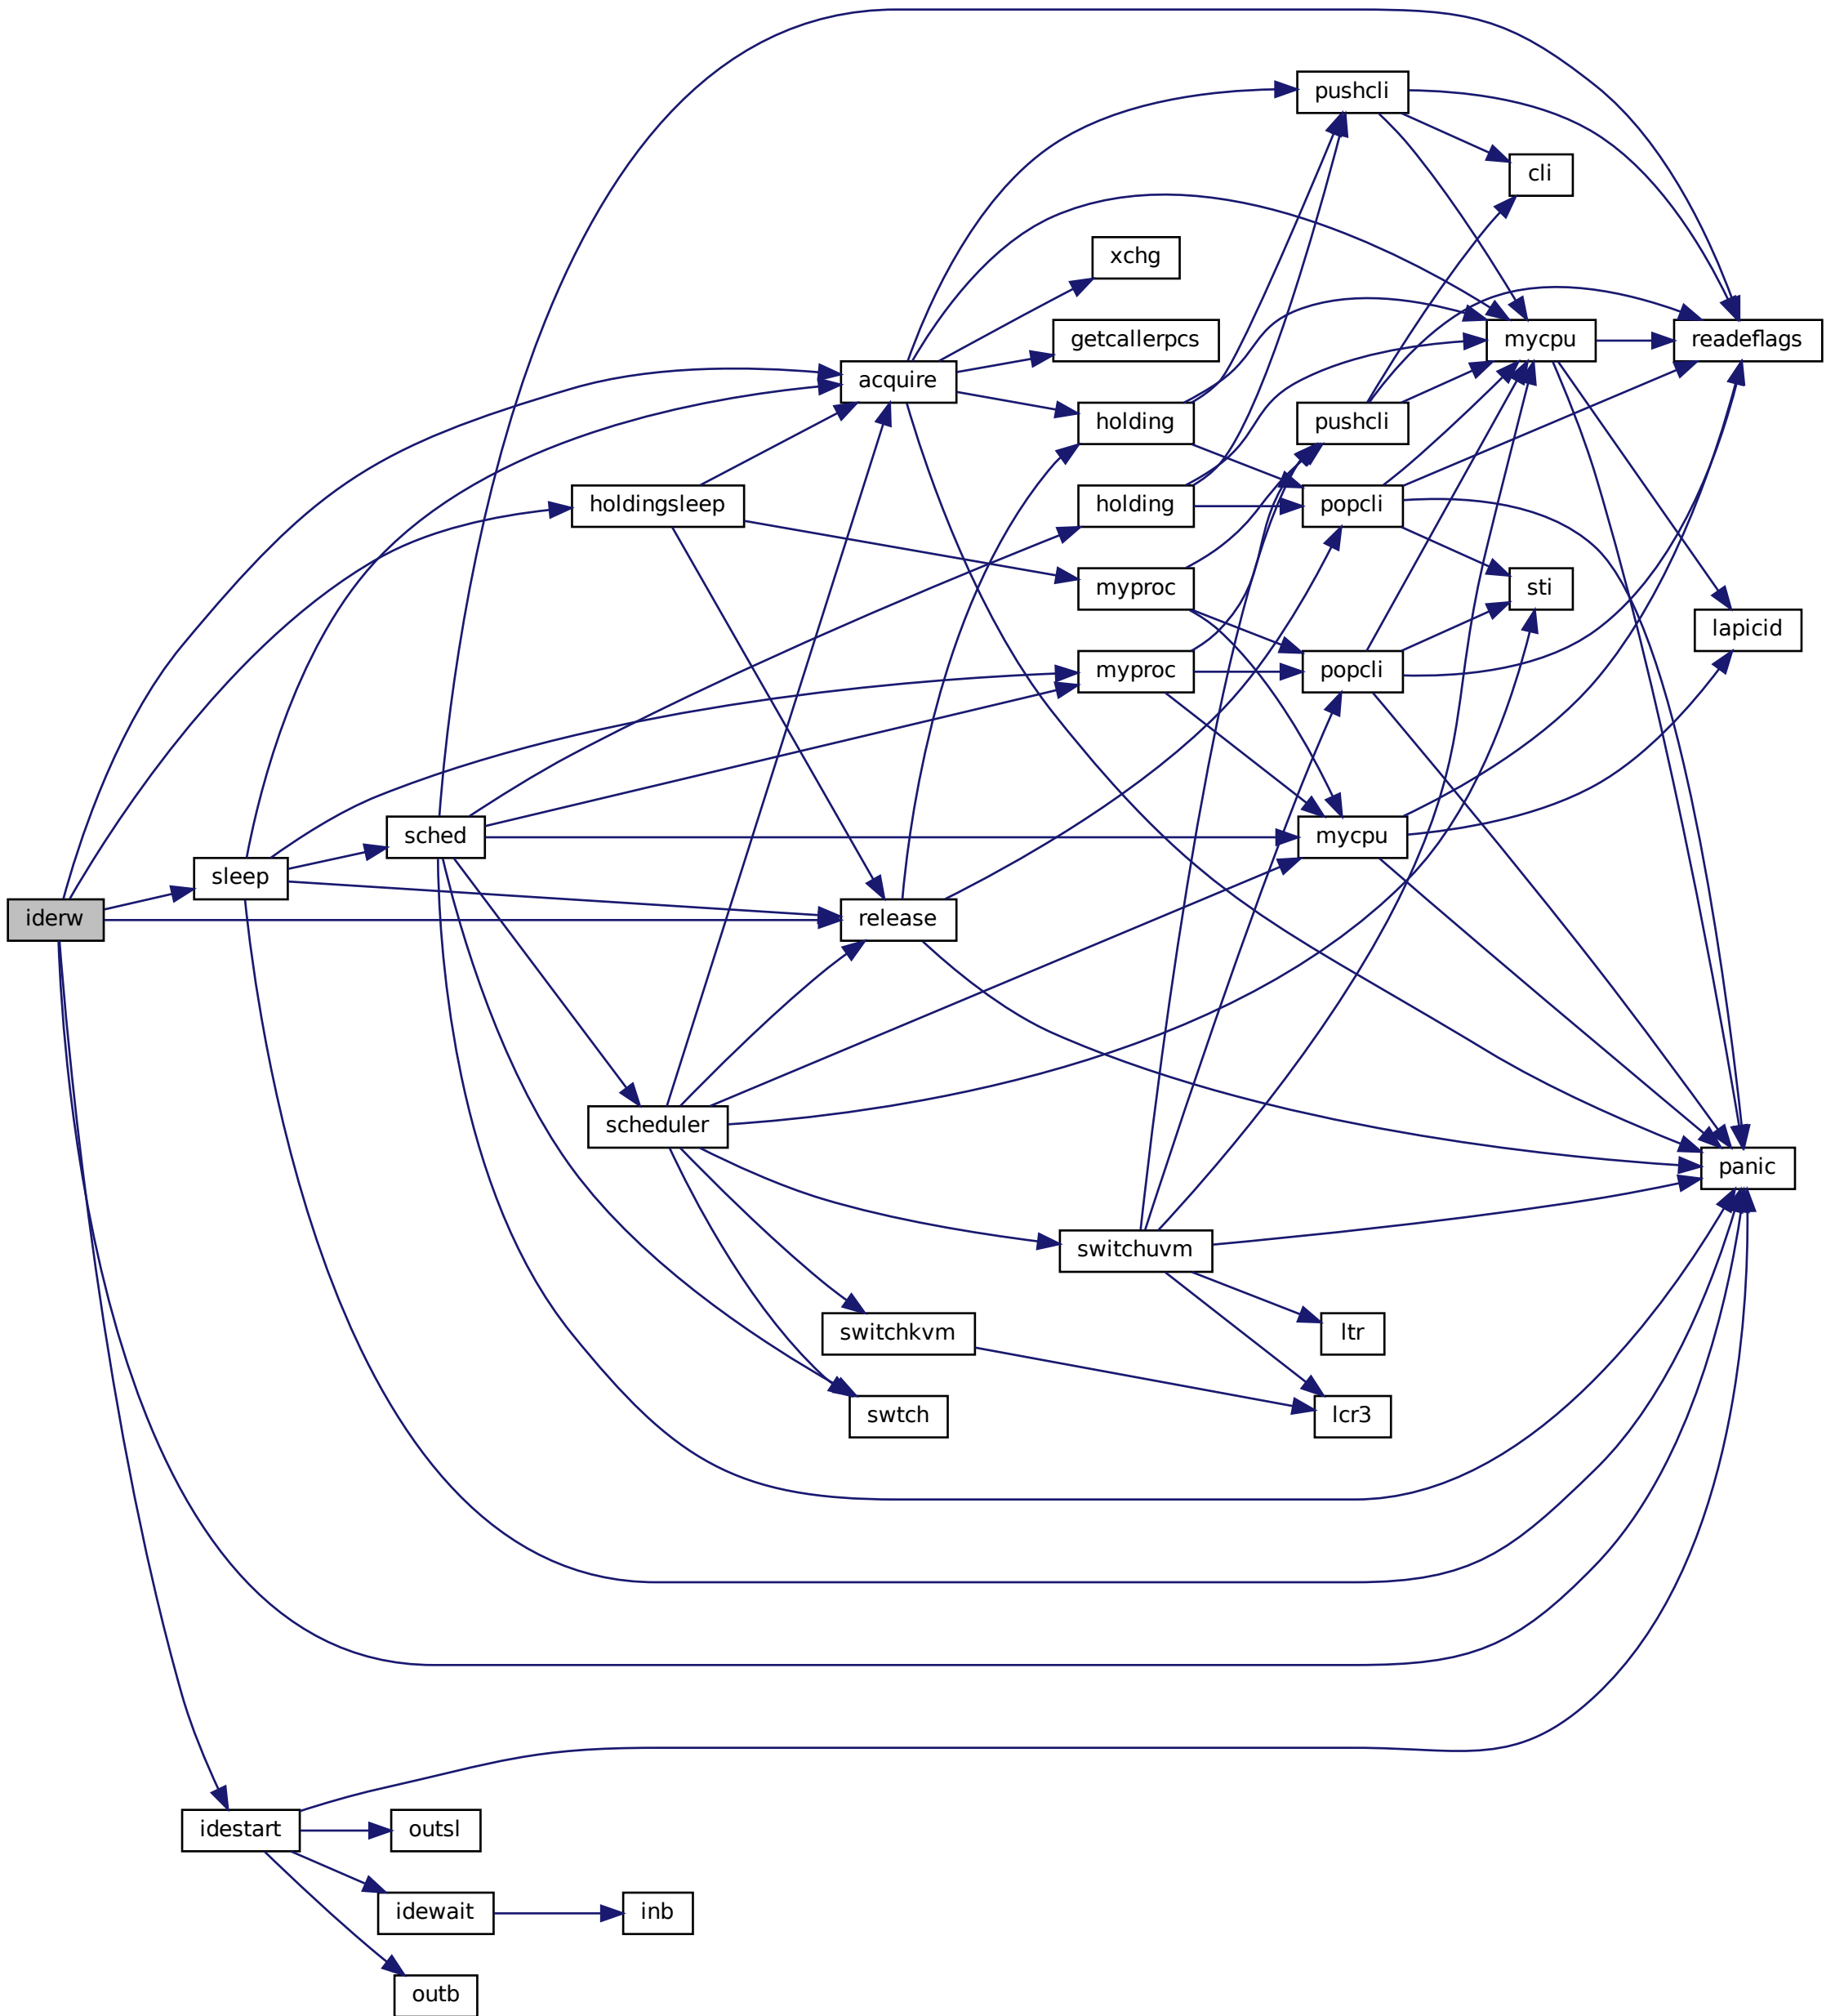 pushcli
cli
xchg
getcallerpcs
mycpu
readeflags
acquire
holding
pushcli
holdingsleep
holding
popcli
myproc
sti
lapicid
myproc
popcli
sched
mycpu
sleep
iderw
release
scheduler
panic
switchuvm
switchkvm
ltr
swtch
lcr3
idestart
outsl
idewait
inb
outb